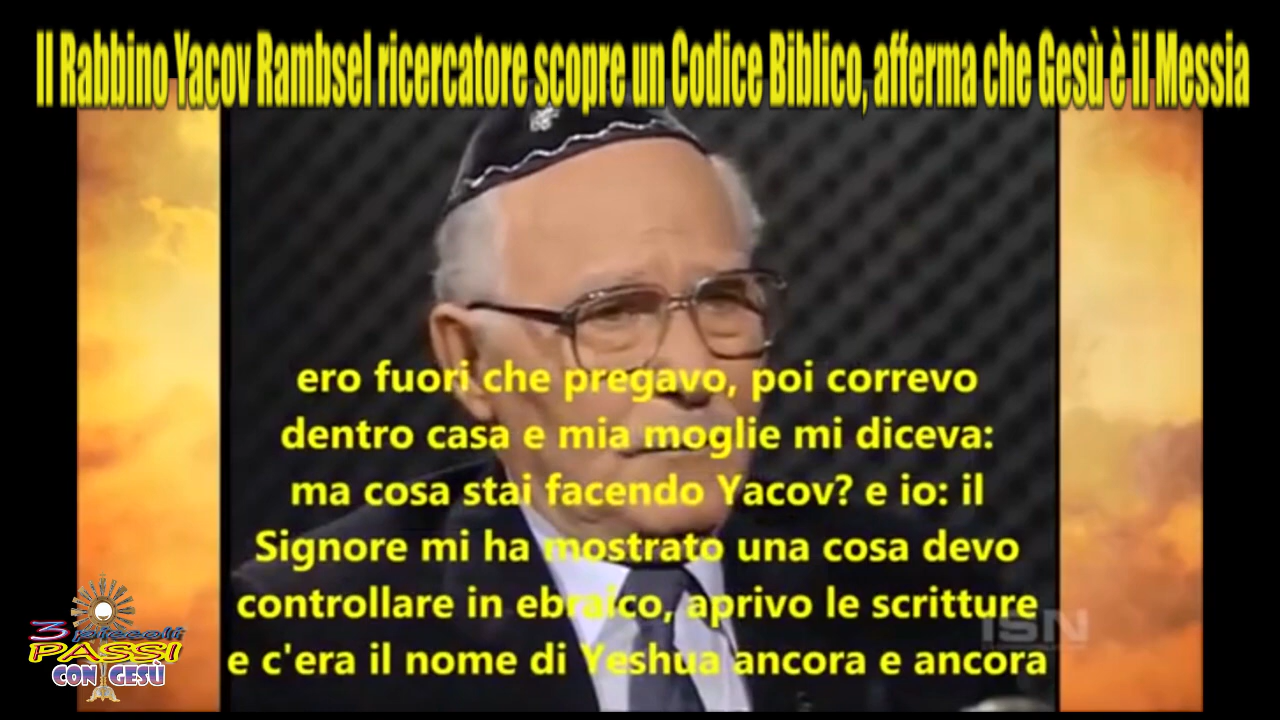 Il Rabbino Yacov Rambsel ricercatore scopre un Codice Biblico, afferma che Gesù è il Messia
ero fuori che pregavo, poi correvo
dentro casa e mia moglie mi diceva:
ma cosa stai facendo Yacov? e io: il
Signore mi ha mostrato una cosa devo
controllare in ebraico, aprivo le scritture
e c'era il nome di Yeshua ancora e ancora
ISN
3 piccoli
PASSI
CON GESÙ